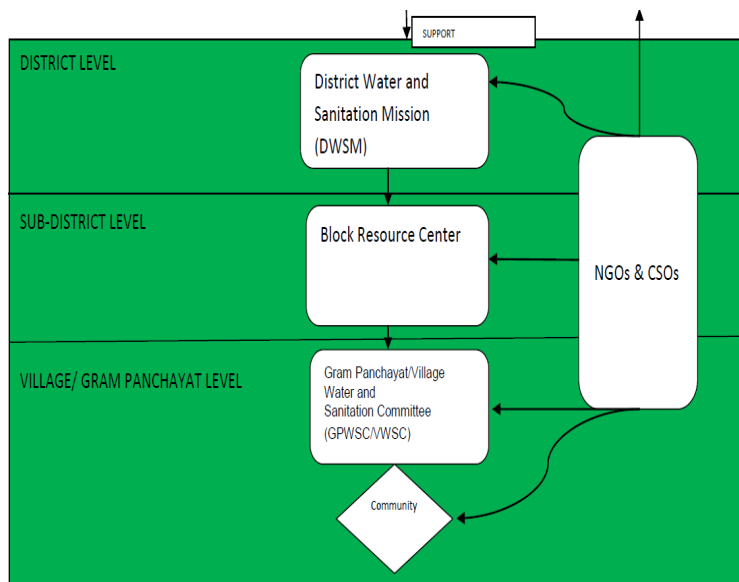 SUPPORT
DISTRICT LEVEL
District Water and
Sanitation Mission
(DWSM)
SUB-DISTRICT LEVEL
Block Resource Center
NGOs & CSOs
VILLAGE/ GRAM PANCHAYAT LEVEL
Gram Panchayat/Village
Water and
Sanitation Committee
(GPWSC/VWSC)
Community